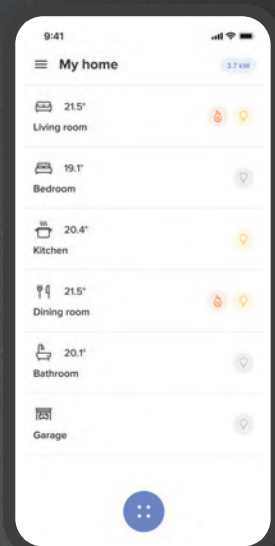 9:41
My home
3.7 kW
21.5°
Living room
19.1°
Bedroom
20.4°
Kitchen
21.5°
Dining room
20.1°
Bathroom
Garage